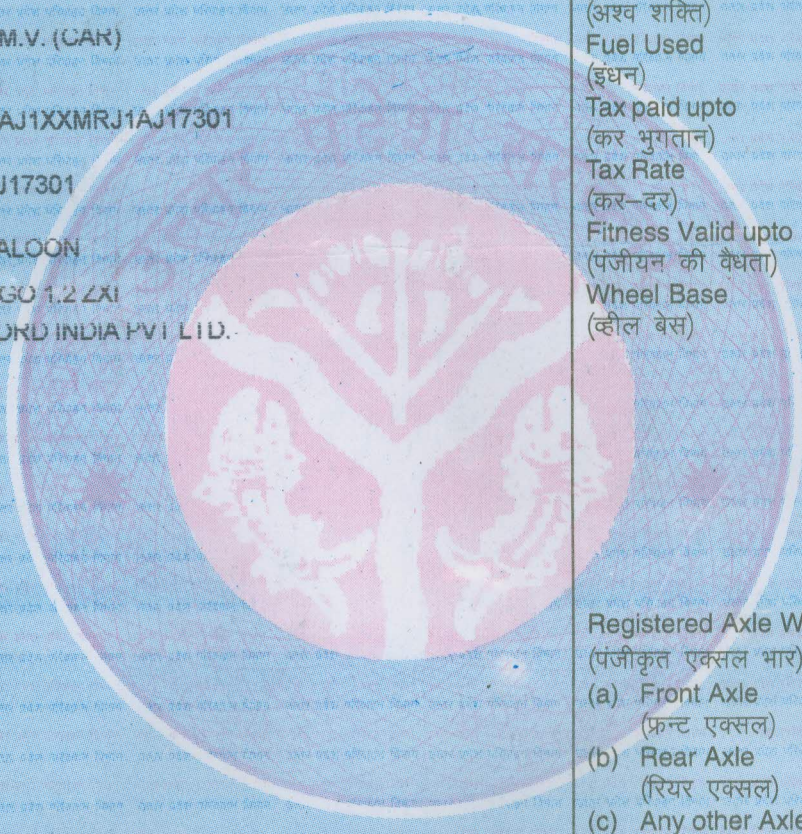 M.V. (CAR)
AJ1XXMRJ1AJ17301
J17301
ALOON
GO 1.2 ZXI
ORD INDIA PVT LTD.
(अश्व शक्ति)
Fuel Used
(इंधन)
Tax paid upto
(कर भुगतान)
Tax Rate
(कर–दर)
Fitness Valid upto
(पंजीयन की वैधता)
Wheel Base
(व्हील बेस)
Registered Axle W
(पंजीकृत एक्सल भार)
(a) Front Axle
(फ्रन्ट एक्सल)
(b) Rear Axle
(रियर एक्सल)
(c) Any other Axle